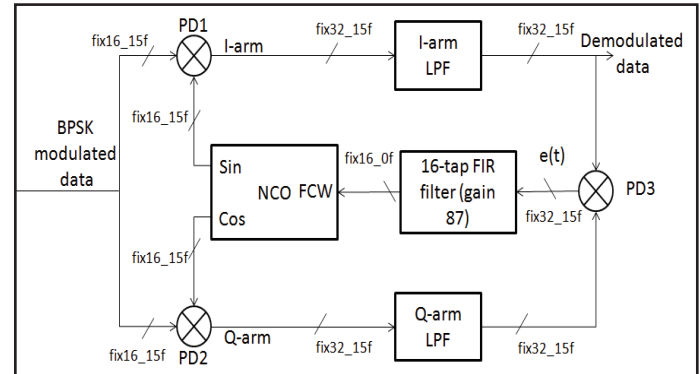 PD1
fix16_15f
I-arm
fix32_15f
I-arm
LPF
fix32_15f
Demodulated
data
fix16_15f
BPSK
modulated
data
Sin
NCO
FCW
Cos
fix16_0f
16-tap FIR
filter (gain
87)
e(t)
fix32_15f
PD3
fix16_15f
fix16_15f
PD2
Q-arm
fix32_15f
Q-arm
LPF
fix32_15f